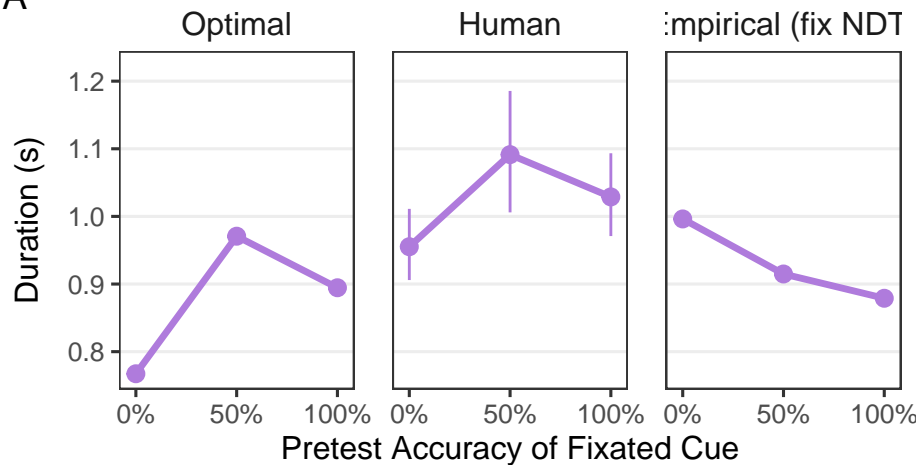 A
Optimal Human Empirical (fix NDT
Duration (s)
1.2
1.1
1.0
0.9
0.8
0% 50% 100% 0% 50% 100% 0% 50% 100%
Pretest Accuracy of Fixated Cue